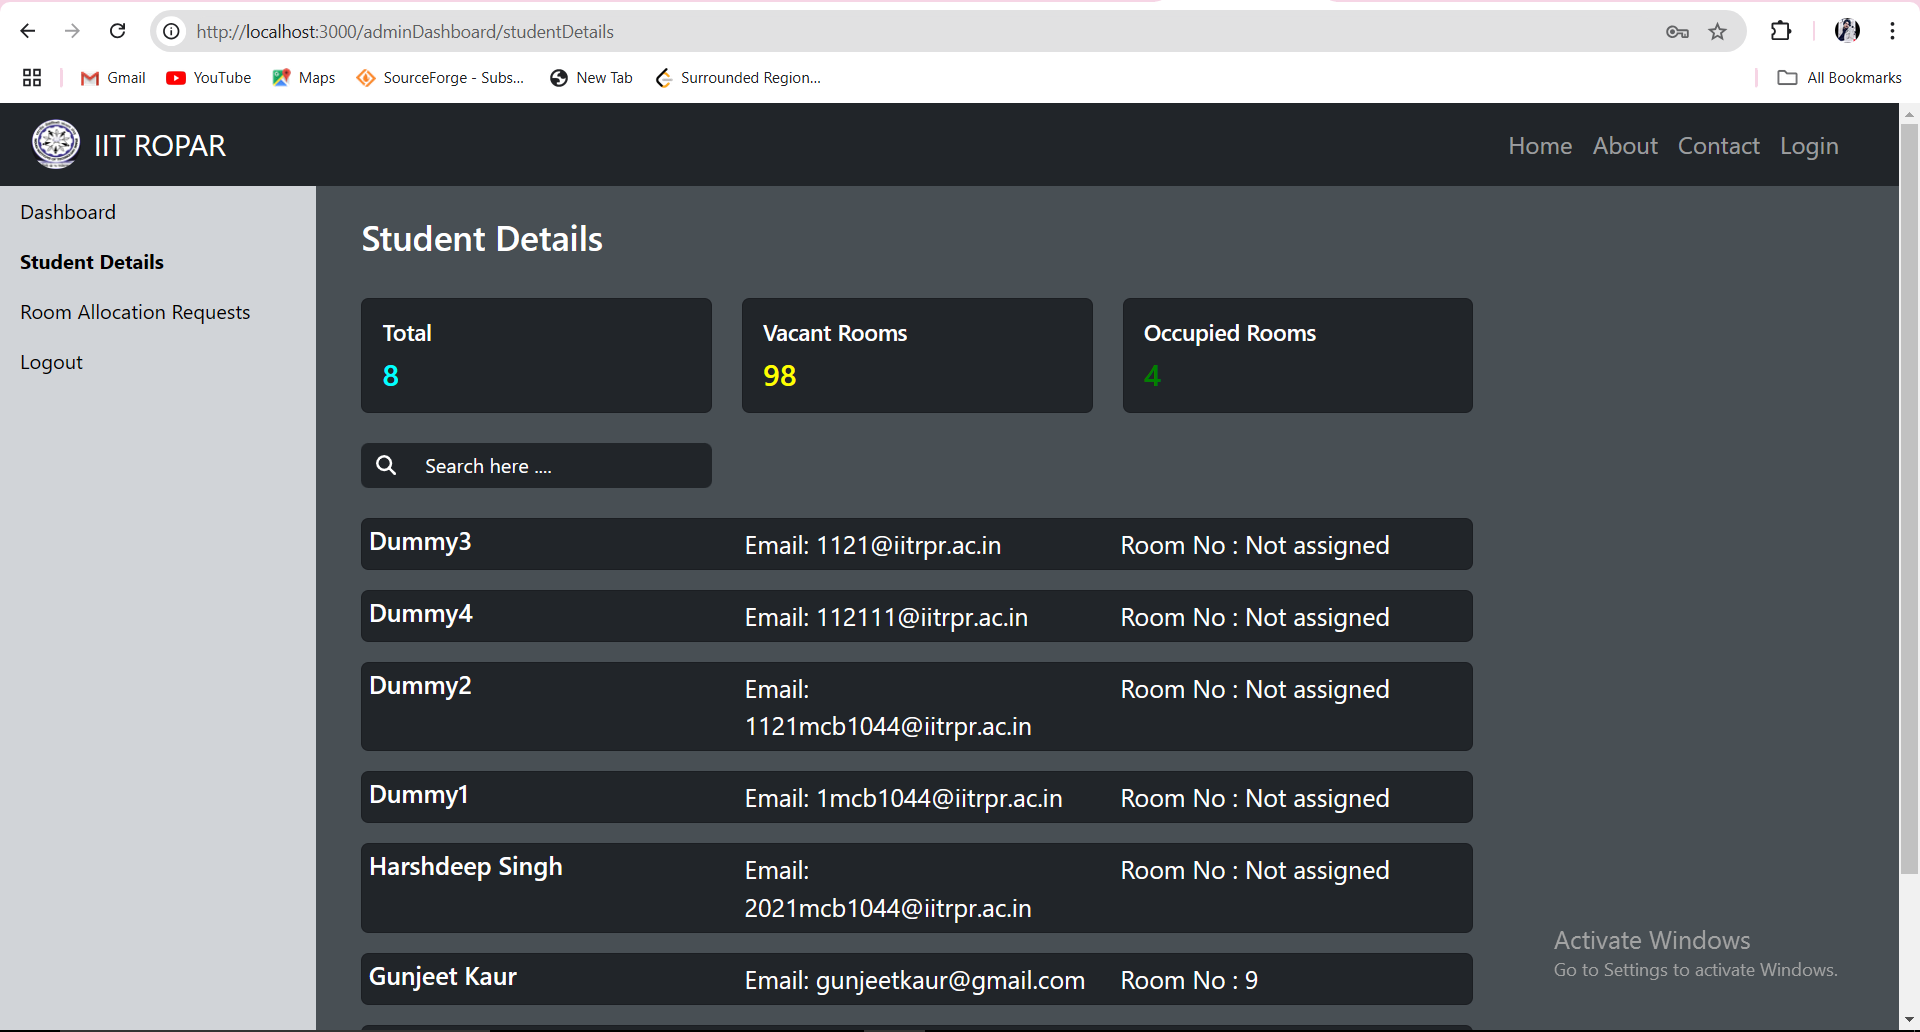 http://localhost:3000/adminDashboard/studentDetails
Gmail YouTube Maps SourceForge - Subs... New Tab Surrounded Region... All Bookmarks
IIT ROPAR Home About Contact Login
Dashboard
Student Details
Room Allocation Requests
Logout
Student Details
Total Vacant Rooms Occupied Rooms
8 98 4
Search here ....
Dummy3 Email: 1121@iitrpr.ac.in Room No : Not assigned
Dummy4 Email: 112111@iitrpr.ac.in Room No : Not assigned
Dummy2 Email: Room No : Not assigned
1121mcb1044@iitrpr.ac.in
Dummy1 Email: 1mcb1044@iitrpr.ac.in Room No : Not assigned
Harshdeep Singh Email: Room No : Not assigned
2021mcb1044@iitrpr.ac.in
Gunjeet Kaur Email: gunjeetkaur@gmail.com Room No : 9
Activate Windows
Go to Settings to activate Windows.